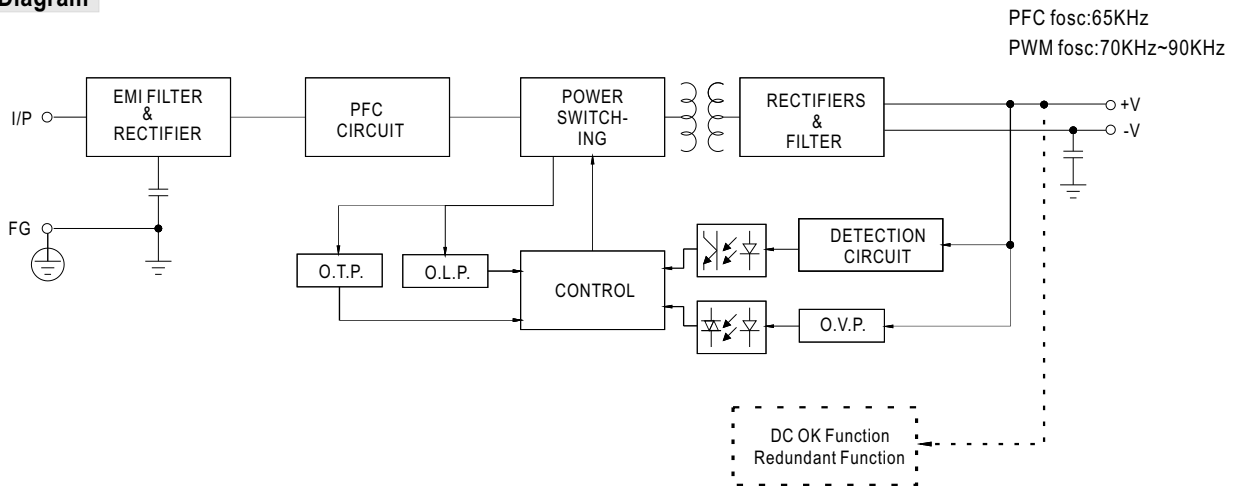 Diagram
PFC fosc:65KHz
PWM fosc:70KHz~90KHz
I/P
EMI FILTER
&
RECTIFIER
PFC
CIRCUIT
POWER
SWITCH-
ING
RECTIFIERS
&
FILTER
+V
-V
FG
O.T.P.
O.L.P.
CONTROL
DETECTION
CIRCUIT
O.V.P.
DC OK Function
Redundant Function